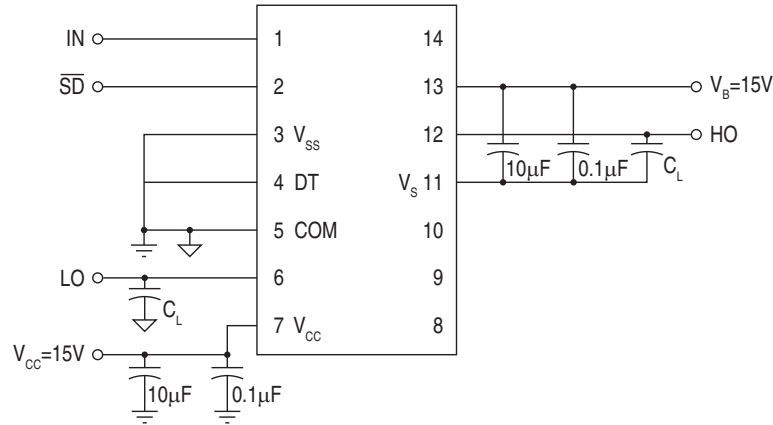 IN 1 14
SD 2 13 V_B=15V
3 V_SS 12 HO
10μF 0.1μF C_L
4 DT V_S 11
5 COM 10
LO 6 9
C_L
7 V_CC 8
V_CC=15V
10μF 0.1μF